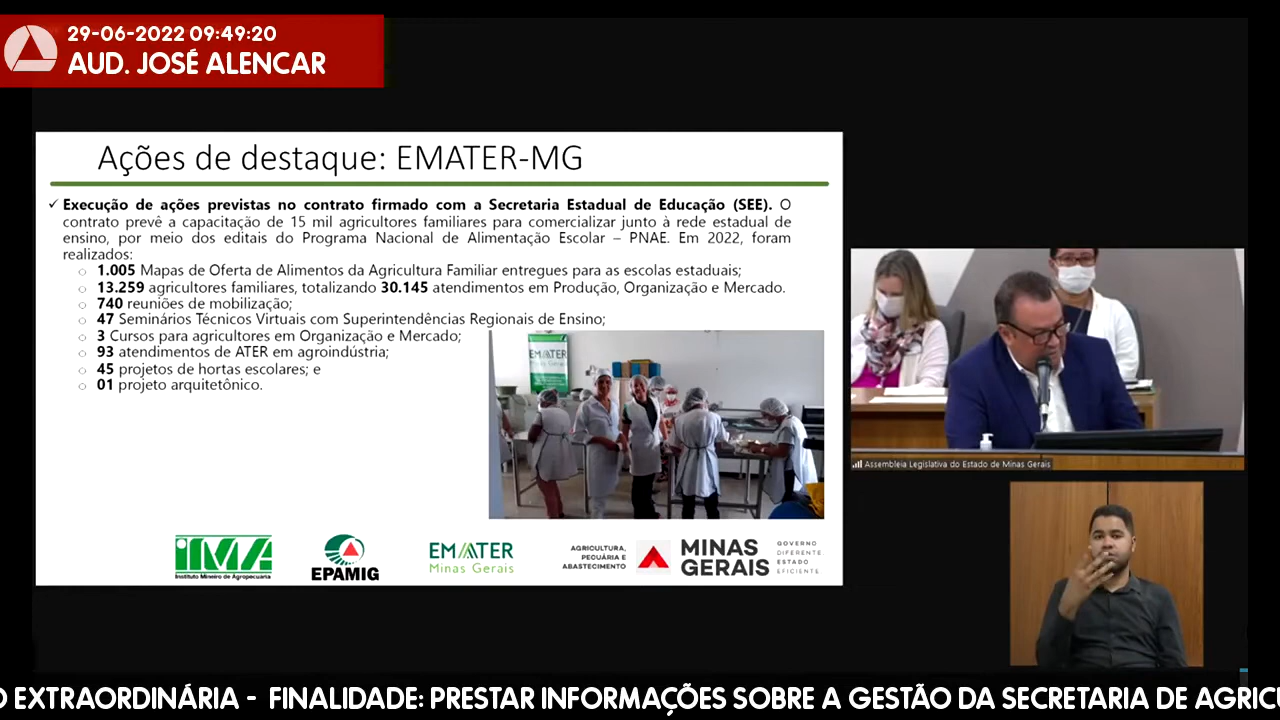 29-06-2022 09:49:20
AUD. JOSÉ ALENCAR
Ações de destaque: EMATER-MG
✓ Execução de ações previstas no contrato firmado com a Secretaria Estadual de Educação (SEE). O
contrato prevê a capacitação de 15 mil agricultores familiares para comercializar junto à rede estadual de
ensino, por meio dos editais do Programa Nacional de Alimentação Escolar – PNAE. Em 2022, foram
realizados:
○ 1.005 Mapas de Oferta de Alimentos da Agricultura Familiar entregues para as escolas estaduais;
○ 13.259 agricultores familiares, totalizando 30.145 atendimentos em Produção, Organização e Mercado.
○ 740 reuniões de mobilização;
○ 47 Seminários Técnicos Virtuais com Superintendências Regionais de Ensino;
○ 3 Cursos para agricultores em Organização e Mercado;
○ 93 atendimentos de ATER em agroindústria;
○ 45 projetos de hortas escolares; e
○ 01 projeto arquitetônico.
EMATER
Minas Gerais
Assembleia Legislativa do Estado de Minas Gerais
IMA
Instituto Mineiro de Agropecuária
EPAMIG
EMATER
Minas Gerais
AGRICULTURA,
PECUÁRIA E
ABASTECIMENTO
MINAS
GERAIS
GOVERNO
DIFERENTE.
ESTADO
EFICIENTE.
O EXTRAORDINÁRIA - FINALIDADE: PRESTAR INFORMAÇÕES SOBRE A GESTÃO DA SECRETARIA DE AGRIC